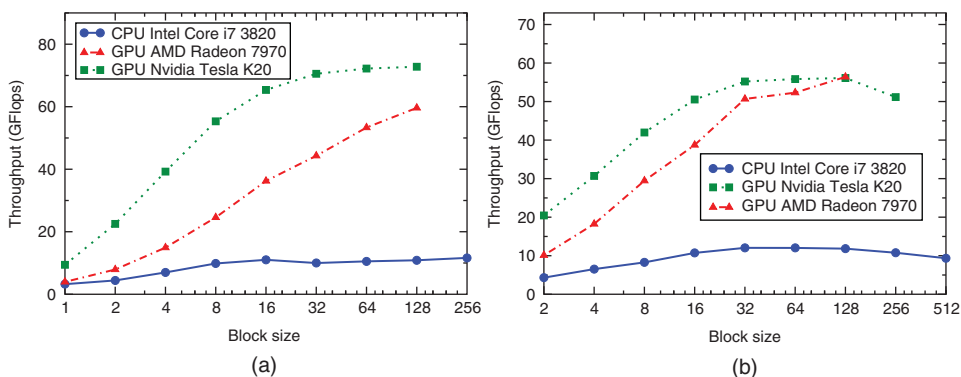 80
60
40
20
0
Throughput (GFlops)
CPU Intel Core i7 3820
GPU AMD Radeon 7970
GPU Nvidia Tesla K20
1 2 4 8 16 32 64 128 256
Block size
(a)
70
60
50
40
30
20
10
0
Throughput (GFlops)
CPU Intel Core i7 3820
GPU Nvidia Tesla K20
GPU AMD Radeon 7970
2 4 8 16 32 64 128 256 512
Block size
(b)